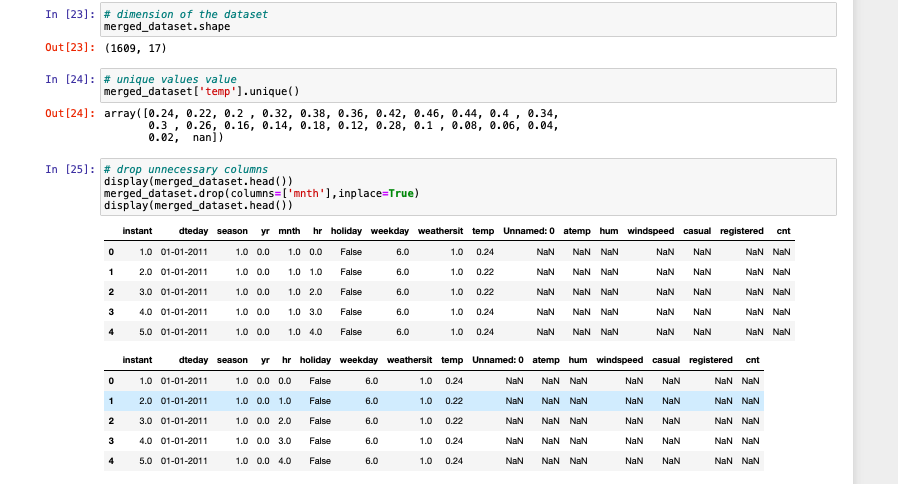 In [23]: # dimension of the dataset
merged_dataset.shape
Out[23]: (1609, 17)
In [24]: # unique values value
merged_dataset['temp'].unique()
Out[24]: array([0.24, 0.22, 0.2 , 0.32, 0.38, 0.36, 0.42, 0.46, 0.44, 0.4 , 0.34,
0.3 , 0.26, 0.16, 0.14, 0.18, 0.12, 0.28, 0.1 , 0.08, 0.06, 0.04,
0.02,  nan])
In [25]: # drop unnecessary columns
display(merged_dataset.head())
merged_dataset.drop(columns=['mnth'],inplace=True)
display(merged_dataset.head())
instant dteday season yr mnth hr holiday weekday weathersit temp Unnamed: 0 atemp hum windspeed casual registered cnt
0 1.0 01-01-2011 1.0 0.0 1.0 0.0 False 6.0 1.0 0.24 NaN NaN NaN NaN NaN NaN NaN
1 2.0 01-01-2011 1.0 0.0 1.0 1.0 False 6.0 1.0 0.22 NaN NaN NaN NaN NaN NaN NaN
2 3.0 01-01-2011 1.0 0.0 1.0 2.0 False 6.0 1.0 0.22 NaN NaN NaN NaN NaN NaN NaN
3 4.0 01-01-2011 1.0 0.0 1.0 3.0 False 6.0 1.0 0.24 NaN NaN NaN NaN NaN NaN NaN
4 5.0 01-01-2011 1.0 0.0 1.0 4.0 False 6.0 1.0 0.24 NaN NaN NaN NaN NaN NaN NaN
instant dteday season yr hr holiday weekday weathersit temp Unnamed: 0 atemp hum windspeed casual registered cnt
0 1.0 01-01-2011 1.0 0.0 0.0 False 6.0 1.0 0.24 NaN NaN NaN NaN NaN NaN NaN
1 2.0 01-01-2011 1.0 0.0 1.0 False 6.0 1.0 0.22 NaN NaN NaN NaN NaN NaN NaN
2 3.0 01-01-2011 1.0 0.0 2.0 False 6.0 1.0 0.22 NaN NaN NaN NaN NaN NaN NaN
3 4.0 01-01-2011 1.0 0.0 3.0 False 6.0 1.0 0.24 NaN NaN NaN NaN NaN NaN NaN
4 5.0 01-01-2011 1.0 0.0 4.0 False 6.0 1.0 0.24 NaN NaN NaN NaN NaN NaN NaN